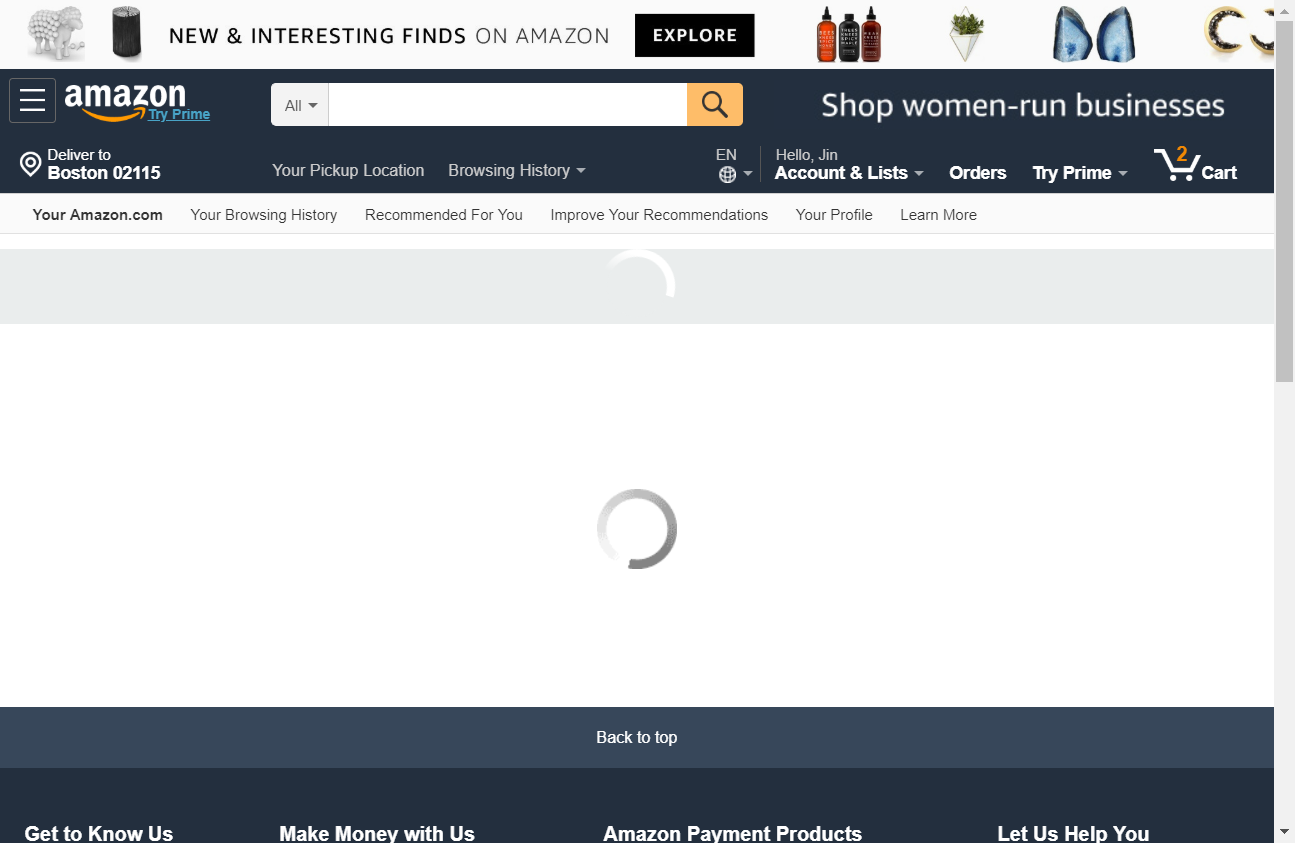 NEW & INTERESTING FINDS ON AMAZON EXPLORE
amazon
Try Prime
All
Shop women-run businesses
Deliver to
Boston 02115
Your Pickup Location
Browsing History
EN
Hello, Jin
Account & Lists
Orders
Try Prime
2
Cart
Your Amazon.com
Your Browsing History
Recommended For You
Improve Your Recommendations
Your Profile
Learn More
Back to top
Get to Know Us
Make Money with Us
Amazon Payment Products
Let Us Help You